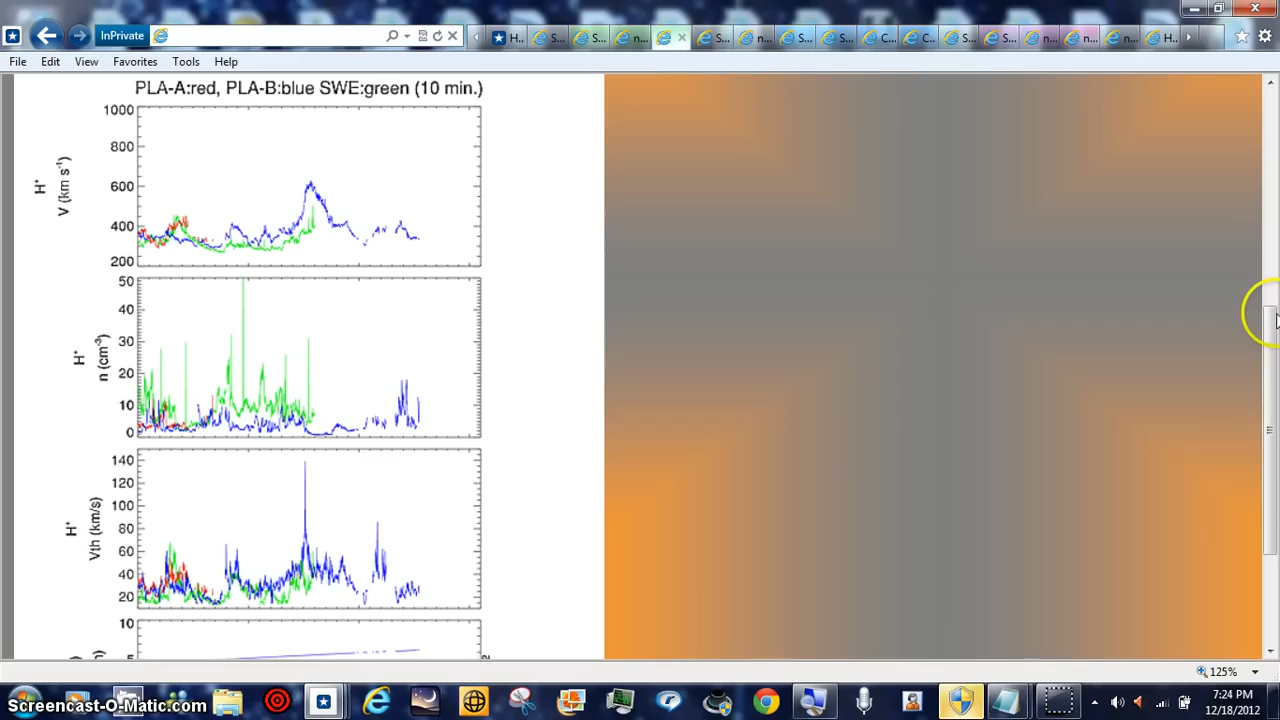 InPrivate
H..
S...
S...
n...
S...
n...
S...
S...
C...
C...
S...
S...
n...
n...
n...
H...
File Edit View Favorites Tools Help
PLA-A:red, PLA-B:blue SWE:green (10 min.)
1000
800
600
400
200
H+
V (km s-1)
50
40
30
20
10
0
H+
n (cm-3)
140
120
100
80
60
40
20
H+
Vth (km/s)
10
125%
Screencast-O-Matic.com
7:24 PM
12/18/2012